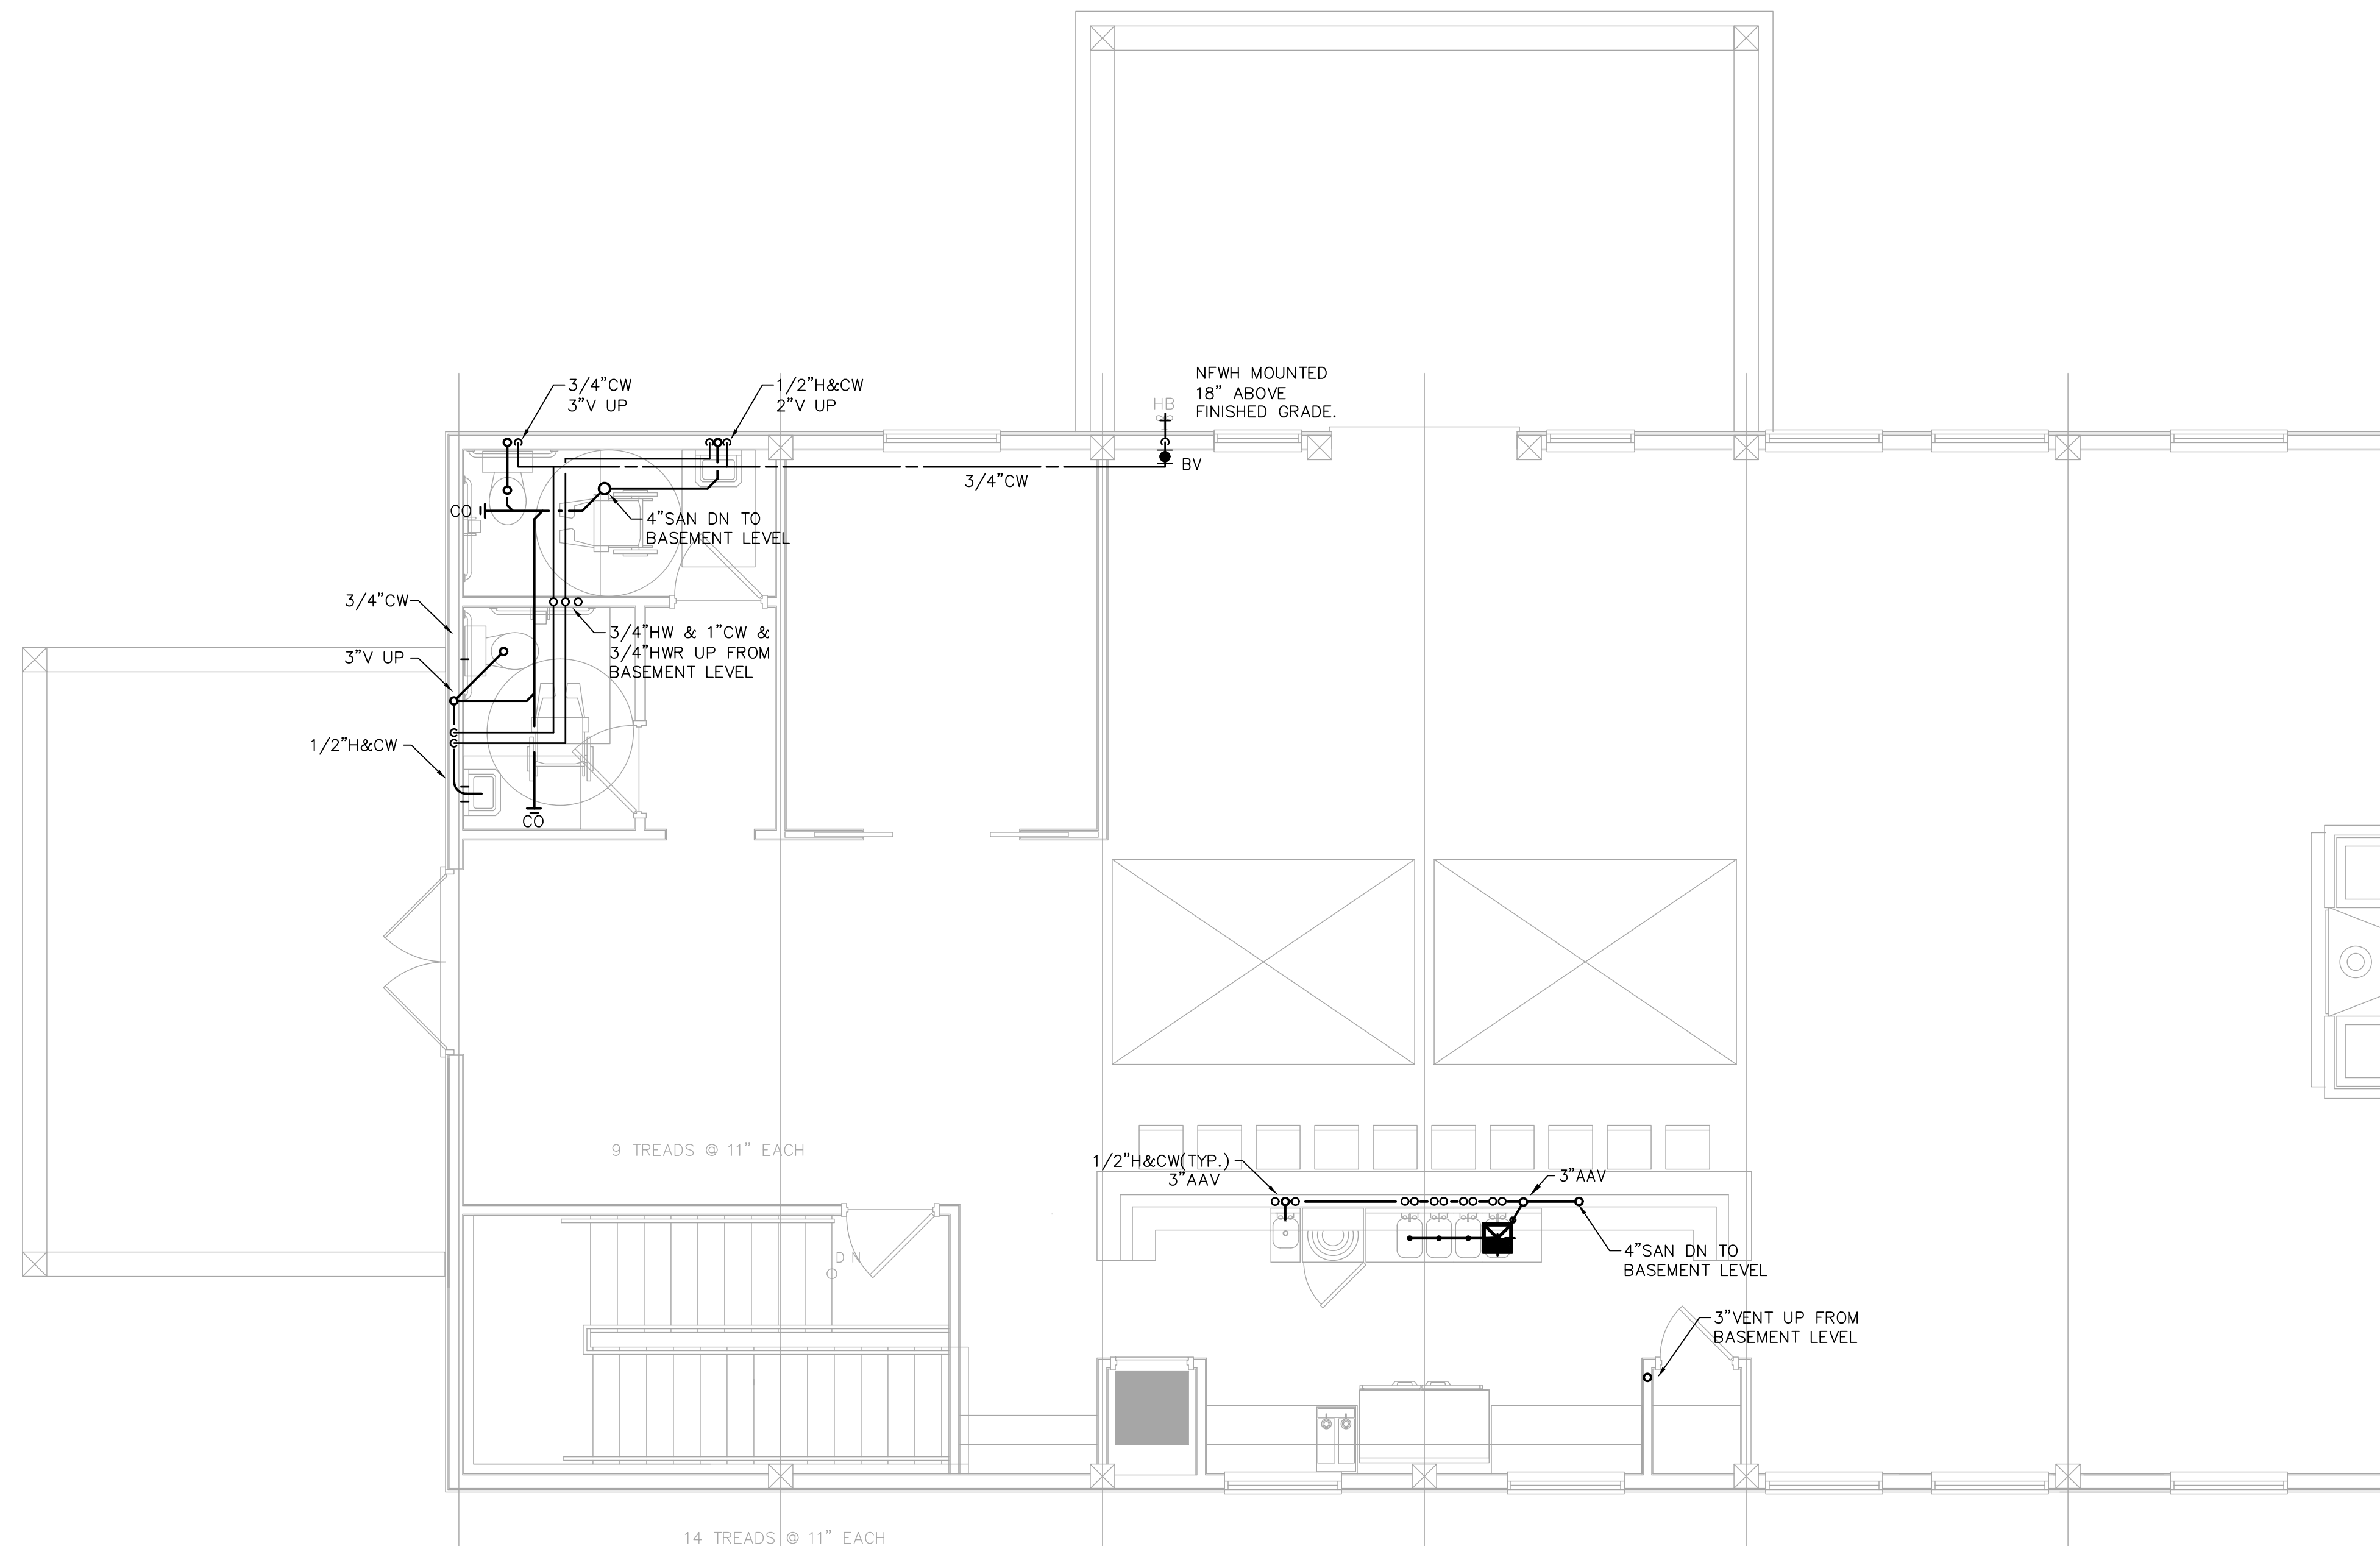 NFWH MOUNTED
18" ABOVE
FINISHED GRADE.
HB
3/4"CW
3"V UP
1/2"H&CW
2"V UP
BV
3/4"CW
CO
4"SAN DN TO
BASEMENT LEVEL
3/4"CW
3"V UP
3/4"HW & 1"CW &
3/4"HWR UP FROM
BASEMENT LEVEL
1/2"H&CW
CO
9 TREADS @ 11" EACH
1/2"H&CW(TYP.)
3"AAV
3"AAV
DN
4"SAN DN TO
BASEMENT LEVEL
3"VENT UP FROM
BASEMENT LEVEL
14 TREADS @ 11" EACH